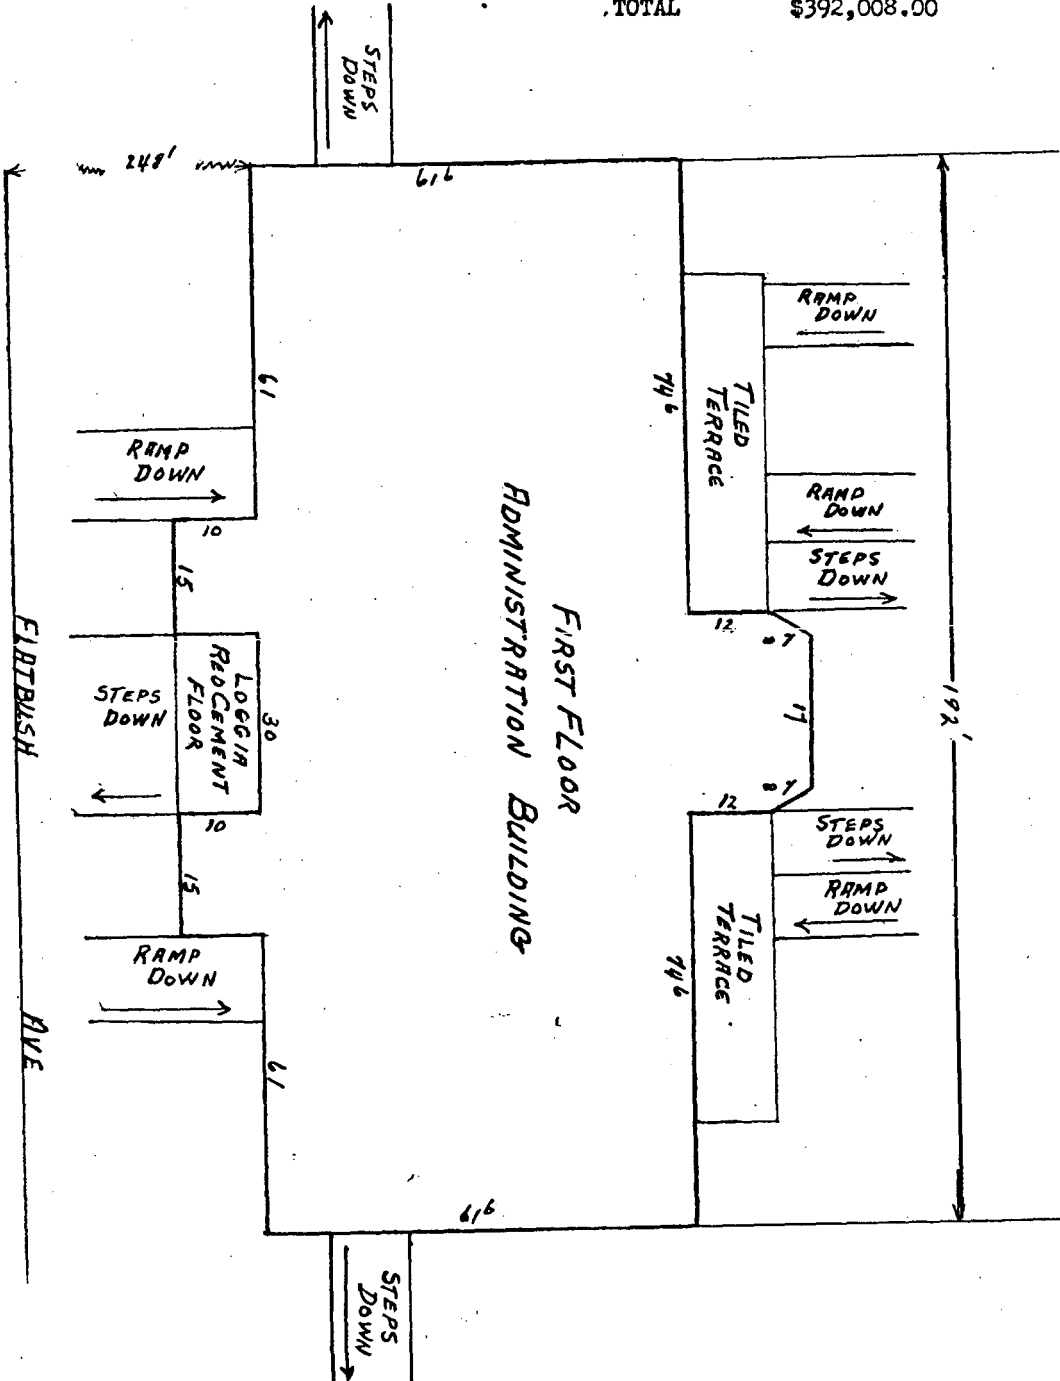 .TOTAL $392,008.00
STEPS
DOWN
248'
61⁶
RAMP
DOWN
61
74⁶
TILED
TERRACE
RAMP
DOWN
RAMP
DOWN
10
STEPS
DOWN
15
12
7
FIRST FLOOR
ADMINISTRATION BUILDING
FLATBUSH AVE
STEPS
DOWN
LOGGIA
RED CEMENT
FLOOR
30
17
192'
7
12
10
STEPS
DOWN
15
RAMP
DOWN
TILED
TERRACE
RAMP
DOWN
74⁶
61
61⁶
STEPS
DOWN